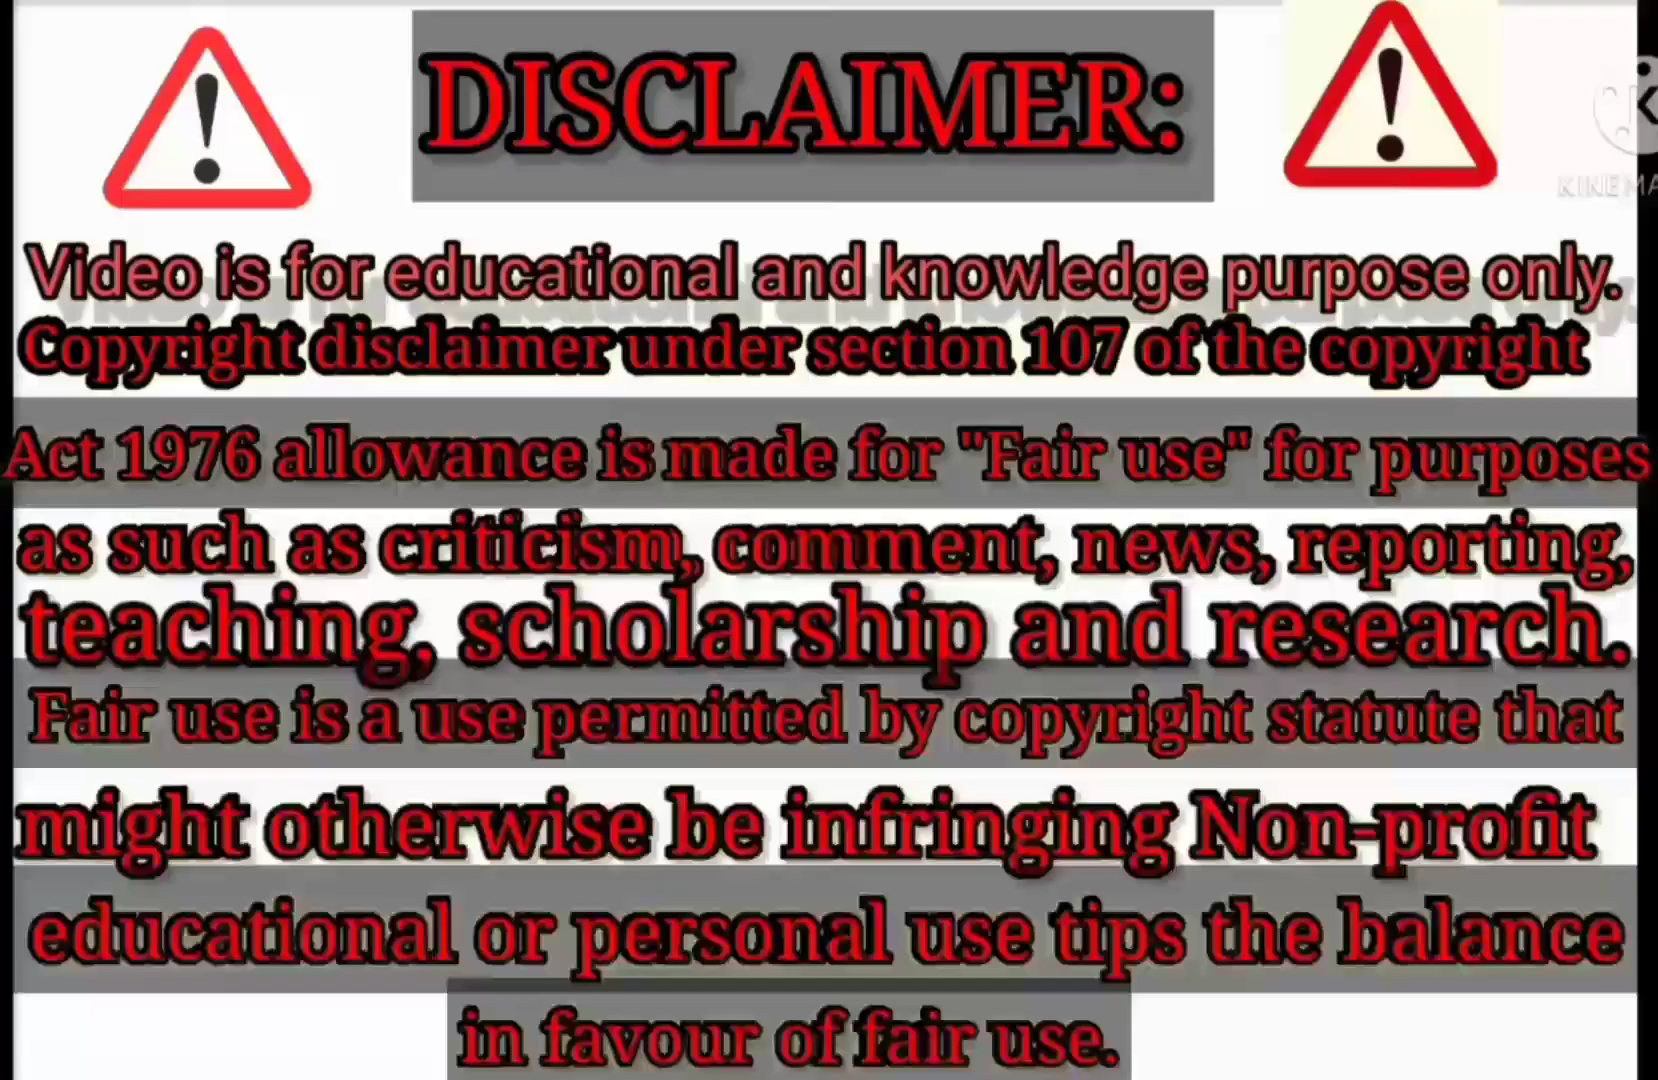 DISCLAIMER:
KINEMA
Video is for educational and knowledge purpose only.
Copyright disclaimer under section 107 of the copyright
Act 1976 allowance is made for "Fair use" for purposes
as such as criticism, comment, news, reporting,
teaching, scholarship and research.
Fair use is a use permitted by copyright statute that
might otherwise be infringing Non-profit
educational or personal use tips the balance
in favour of fair use.